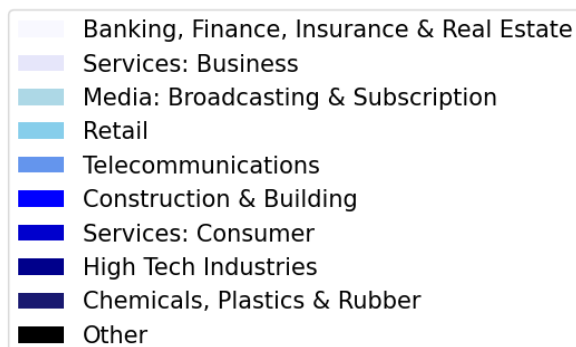 Banking, Finance, Insurance & Real Estate
Services: Business
Media: Broadcasting & Subscription
Retail
Telecommunications
Construction & Building
Services: Consumer
High Tech Industries
Chemicals, Plastics & Rubber
Other